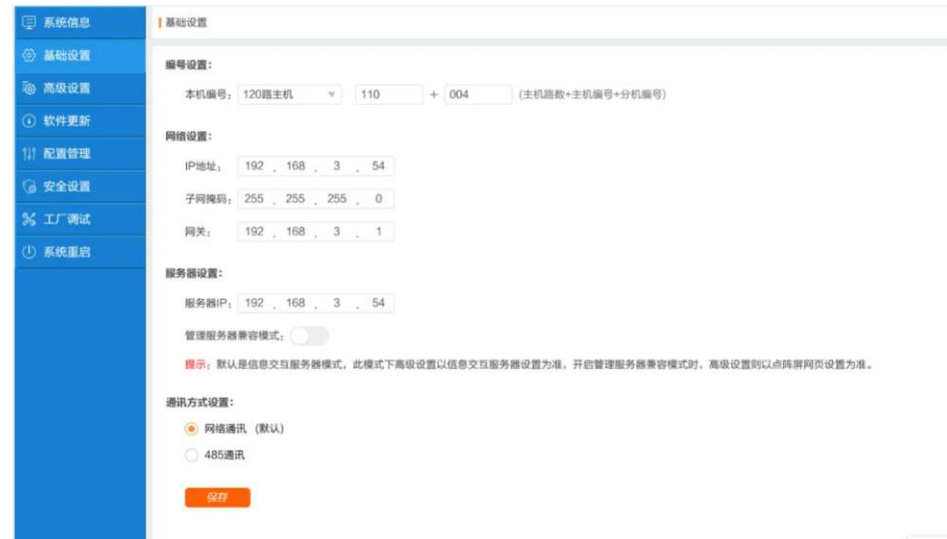 系统信息
基础设置
高级设置
软件更新
配置管理
安全设置
工厂调试
系统重启
基础设置
编号设置：
本机编号： 120路主机 110 + 004 (主机路数+主机编号+分机编号)
网络设置：
IP地址： 192 . 168 . 3 . 54
子网掩码： 255 . 255 . 255 . 0
网关： 192 . 168 . 3 . 1
服务器设置：
服务器IP： 192 . 168 . 3 . 54
管理服务器兼容模式：
提示：默认是信息交互服务器模式，此模式下高级设置以信息交互服务器设置为准，开启管理服务器兼容模式时，高级设置则以点阵屏网页设置为准。
通讯方式设置：
网络通讯 (默认)
485通讯
保存